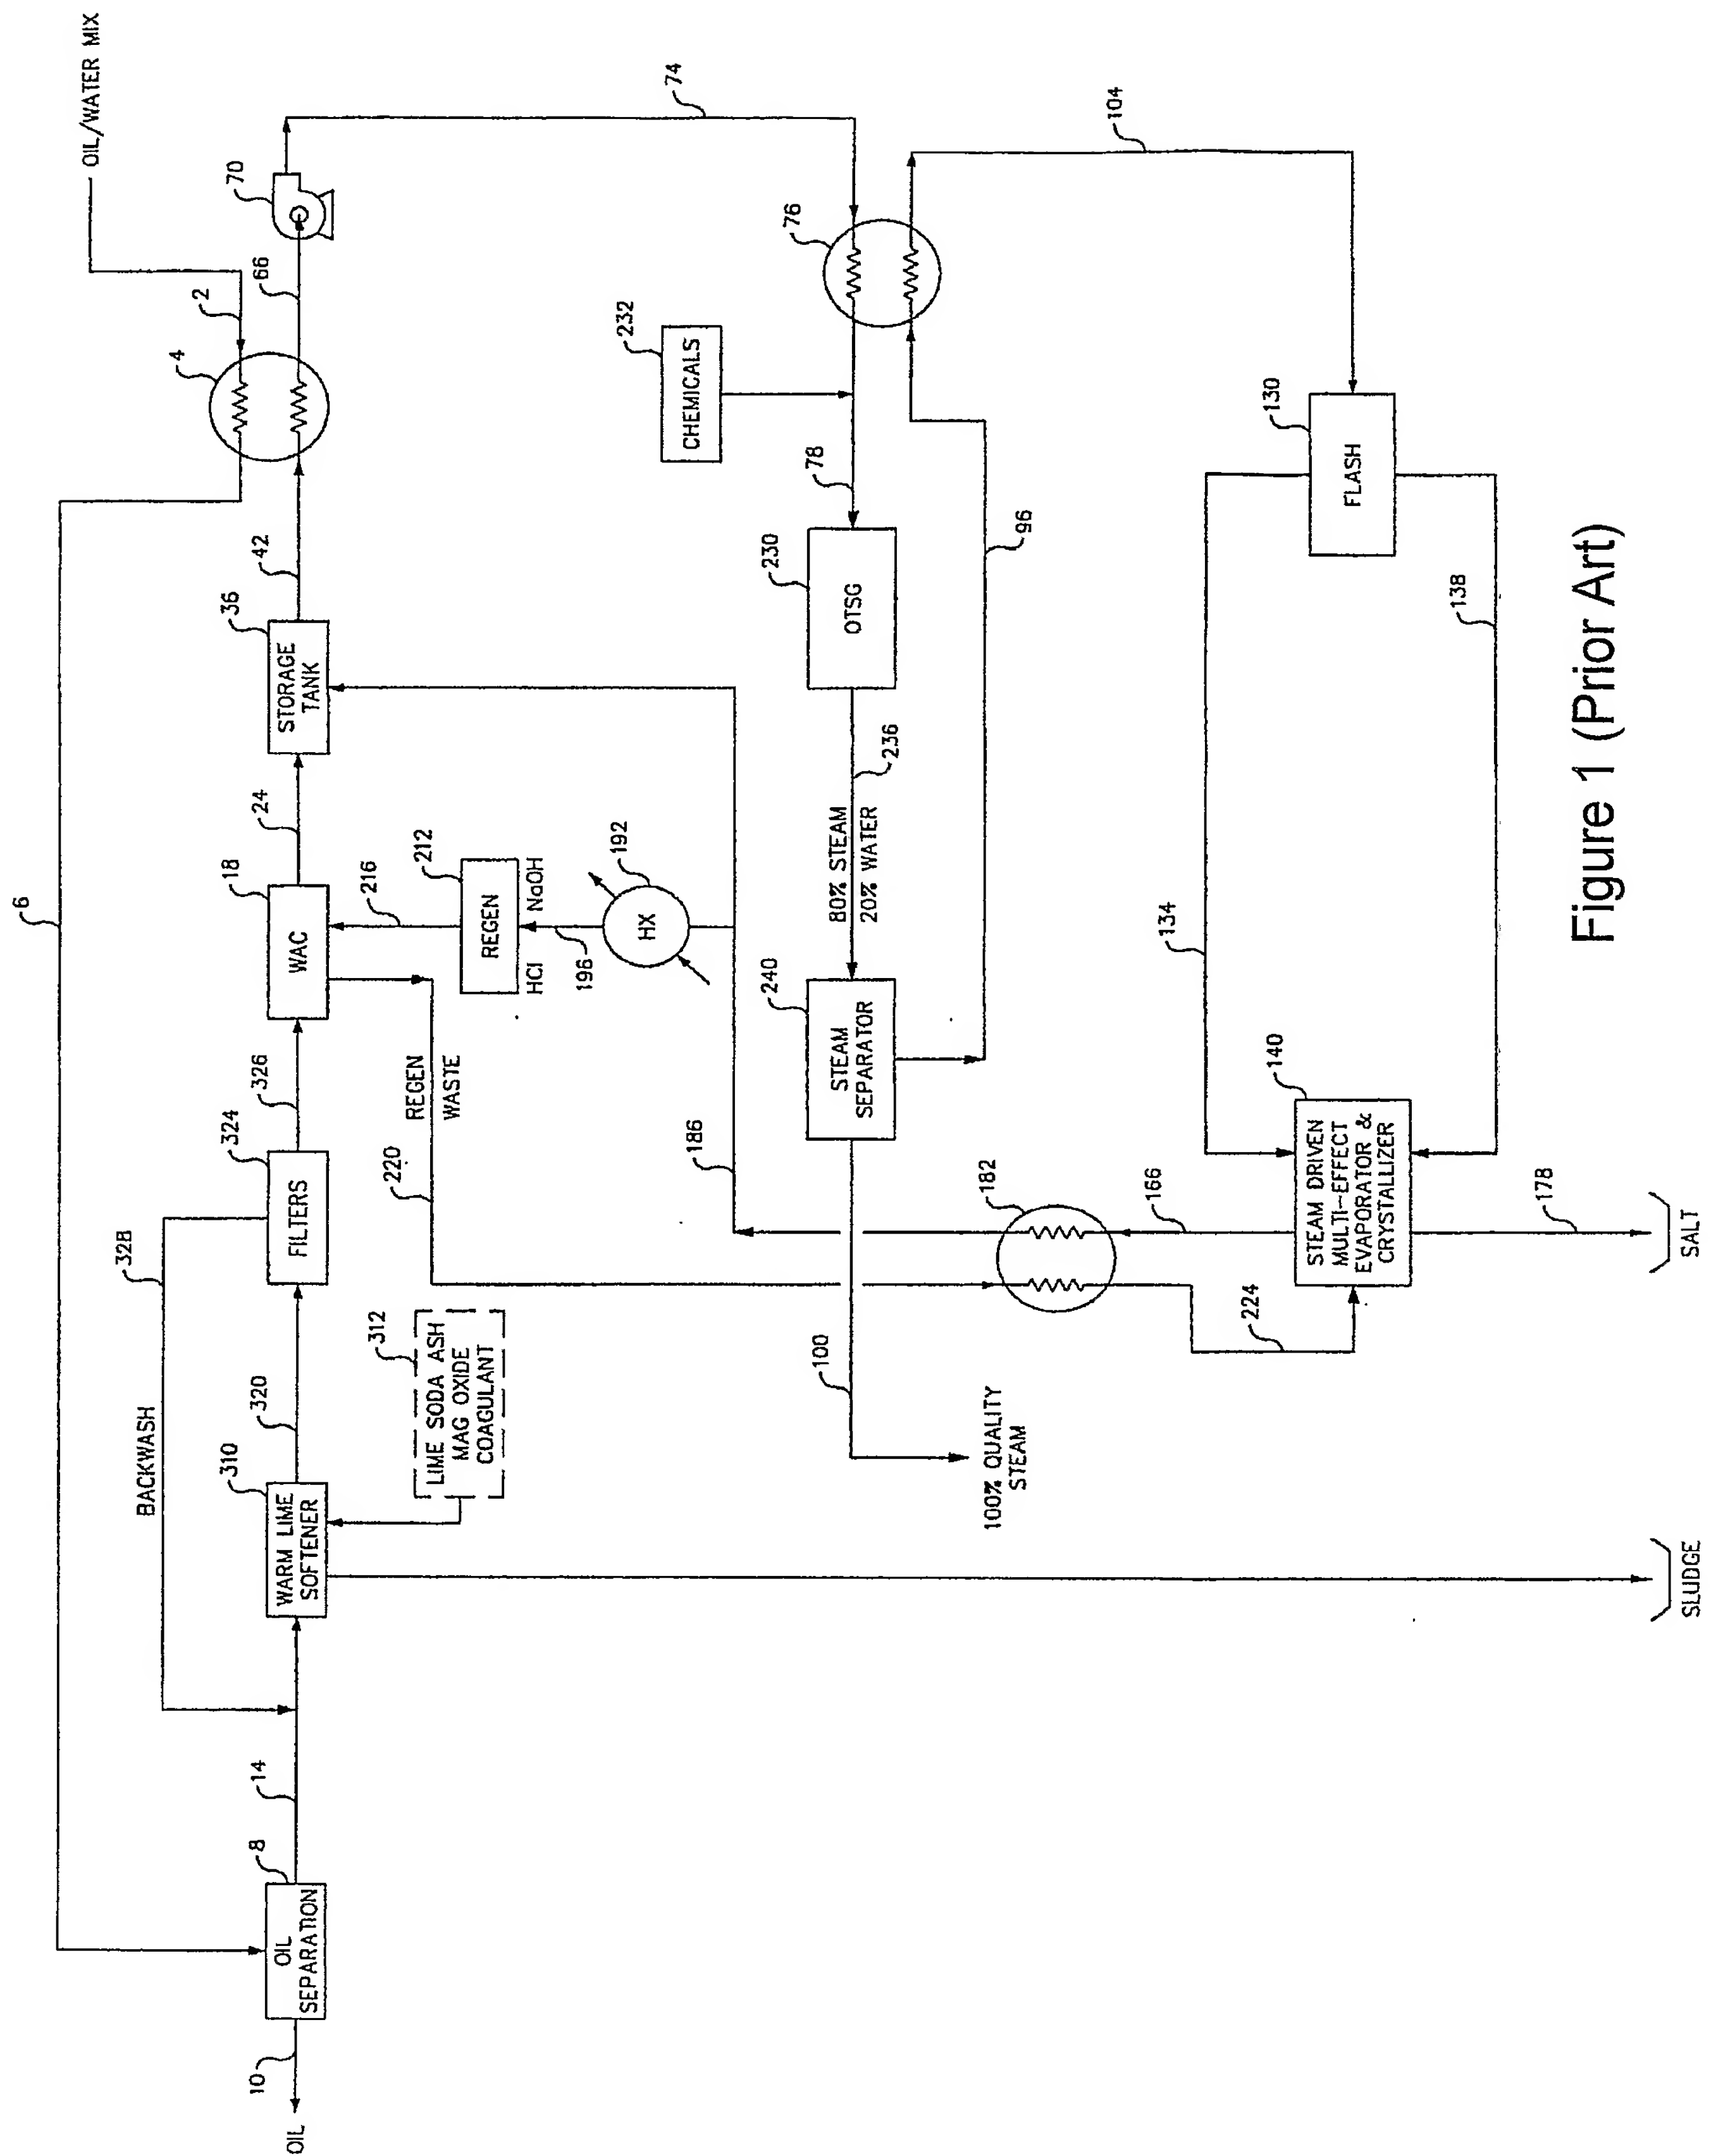 OIL/WATER MIX
2
4
6
66
70
74
42
36
STORAGE
TANK
24
18
WAC
326
324
FILTERS
328
BACKWASH
320
310
WARM LIME
SOFTENER
14
8
OIL
SEPARATION
10
OIL
312
LIME SODA ASH
MAG OXIDE
COAGULANT
REGEN
WASTE
220
216
212
REGEN
HCl
NaOH
196
192
HX
186
232
CHEMICALS
76
78
230
OTSG
236
80% STEAM
20% WATER
240
STEAM
SEPARATOR
96
100
100% QUALITY
STEAM
104
130
FLASH
134
138
140
STEAM DRIVEN
MULTI-EFFECT
EVAPORATOR &
CRYSTALLIZER
182
166
224
178
SALT
SLUDGE
Figure 1 (Prior Art)